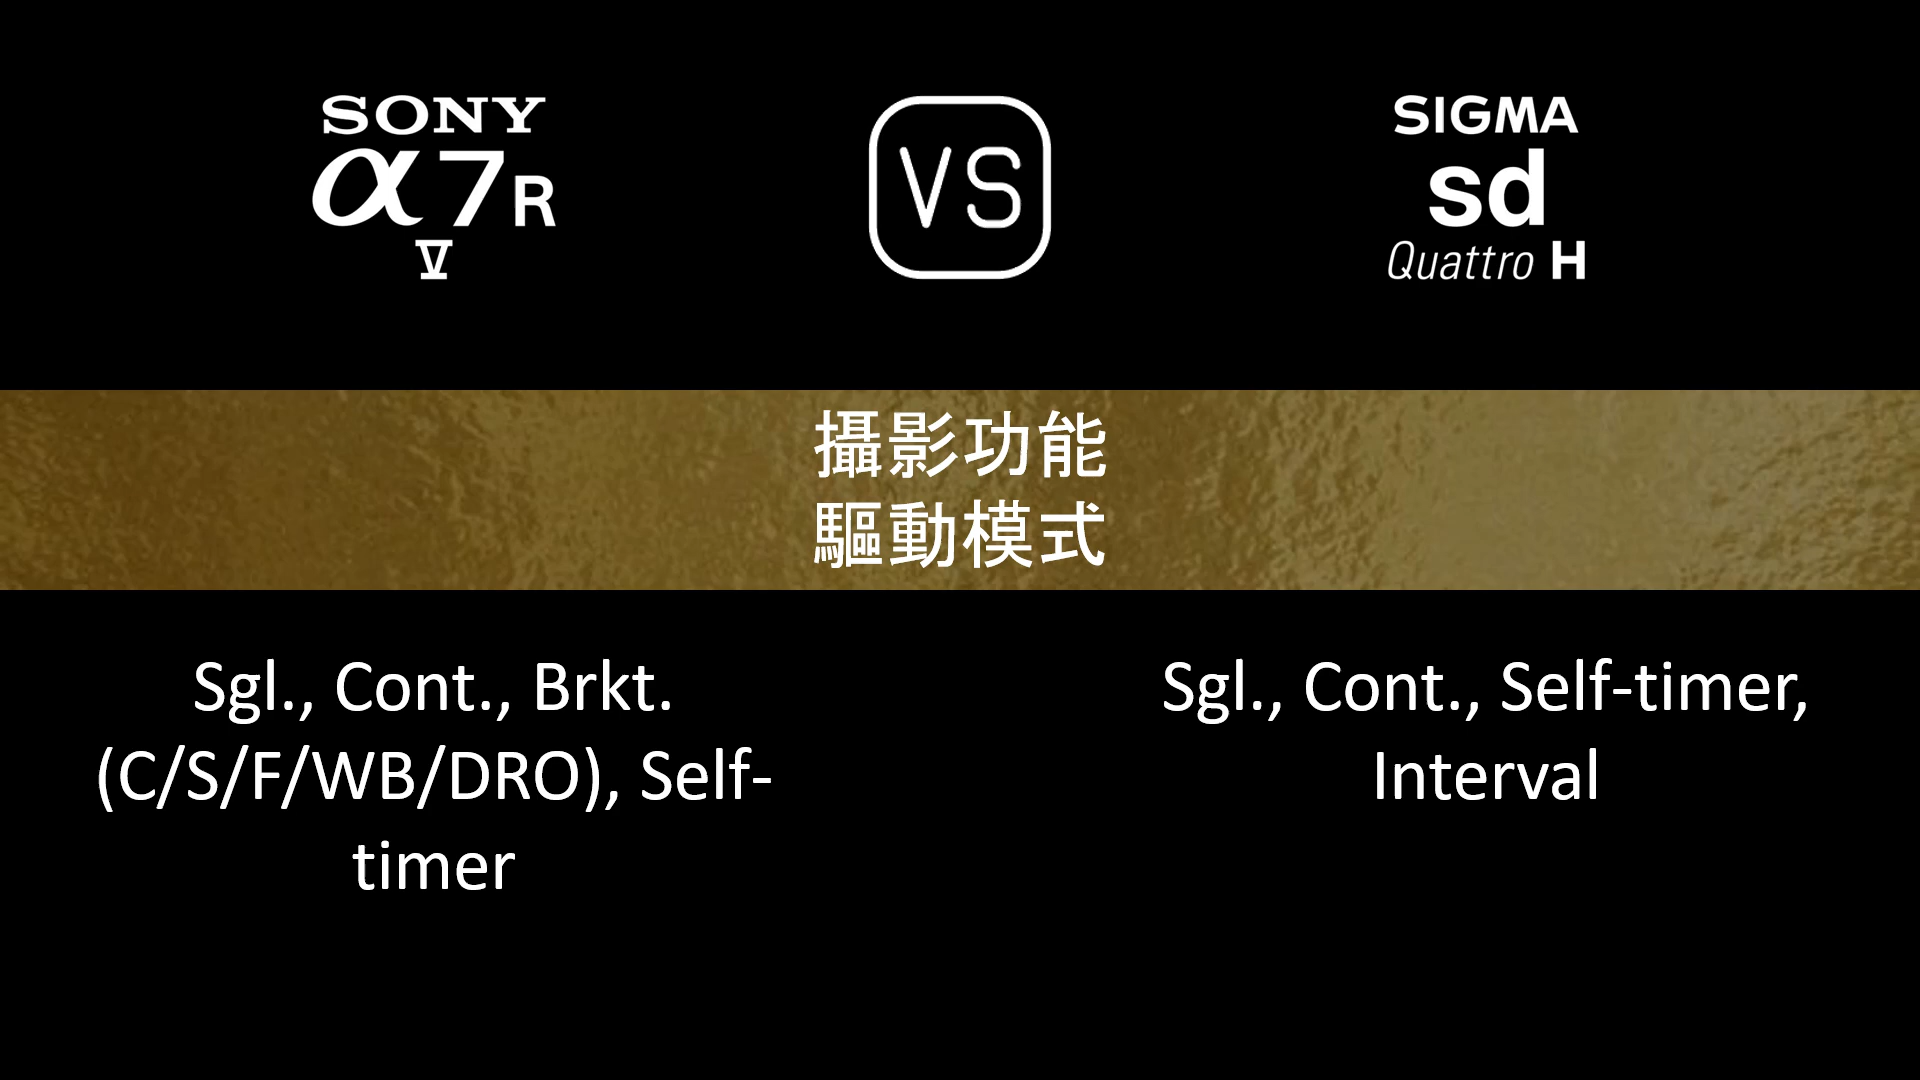 SONY
α7R
V
VS
SIGMA
sd
Quattro H
攝影功能
驅動模式
Sgl., Cont., Brkt.
(C/S/F/WB/DRO), Self-
timer
Sgl., Cont., Self-timer,
Interval